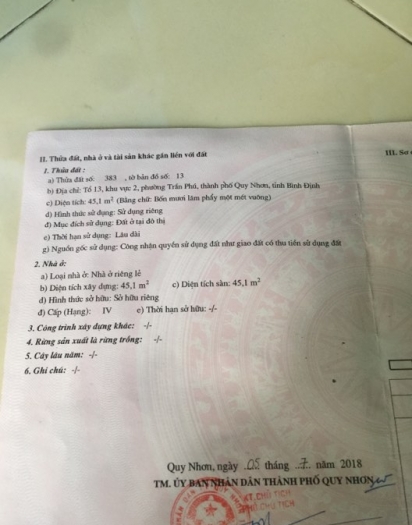 II. Thửa đất, nhà ở và tài sản khác gắn liền với đất
III. Sơ
1. Thửa đất :
a) Thửa đất số: 383 , tờ bản đồ số: 13
b) Địa chỉ: Tổ 13, khu vực 2, phường Trần Phú, thành phố Quy Nhơn, tỉnh Bình Định
c) Diện tích: 45,1 m² (Bằng chữ: Bốn mươi lăm phẩy một mét vuông)
d) Hình thức sử dụng: Sử dụng riêng
đ) Mục đích sử dụng: Đất ở tại đô thị
e) Thời hạn sử dụng: Lâu dài
g) Nguồn gốc sử dụng: Công nhận quyền sử dụng đất như giao đất có thu tiền sử dụng đất
2. Nhà ở:
a) Loại nhà ở: Nhà ở riêng lẻ
b) Diện tích xây dựng: 45,1 m² c) Diện tích sàn: 45,1 m²
d) Hình thức sở hữu: Sở hữu riêng
đ) Cấp (Hạng): IV e) Thời hạn sở hữu: -/-
3. Công trình xây dựng khác: -/-
4. Rừng sản xuất là rừng trồng: -/-
5. Cây lâu năm: -/-
6. Ghi chú: -/-
Quy Nhơn, ngày 05 tháng 7 năm 2018
TM. ỦY BAN NHÂN DÂN THÀNH PHỐ QUY NHƠN
KT. CHỦ TỊCH
PHÓ CHỦ TỊCH